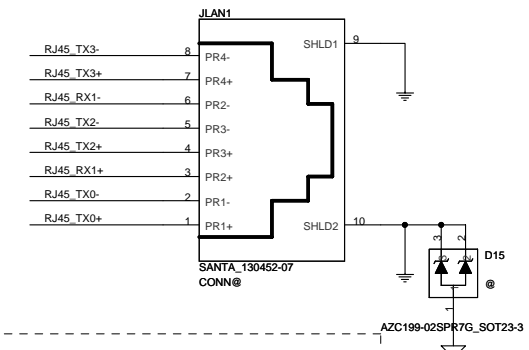 JLAN1
RJ45_TX3- 8 PR4- SHLD1 9
RJ45_TX3+ 7 PR4+
RJ45_RX1- 6 PR2-
RJ45_TX2- 5 PR3-
RJ45_TX2+ 4 PR3+
RJ45_RX1+ 3 PR2+
RJ45_TX0- 2 PR1-
RJ45_TX0+ 1 PR1+ SHLD2 10
3 2
D15
@
1
SANTA_130452-07
CONN@
1
AZC199-02SPR7G_SOT23-3